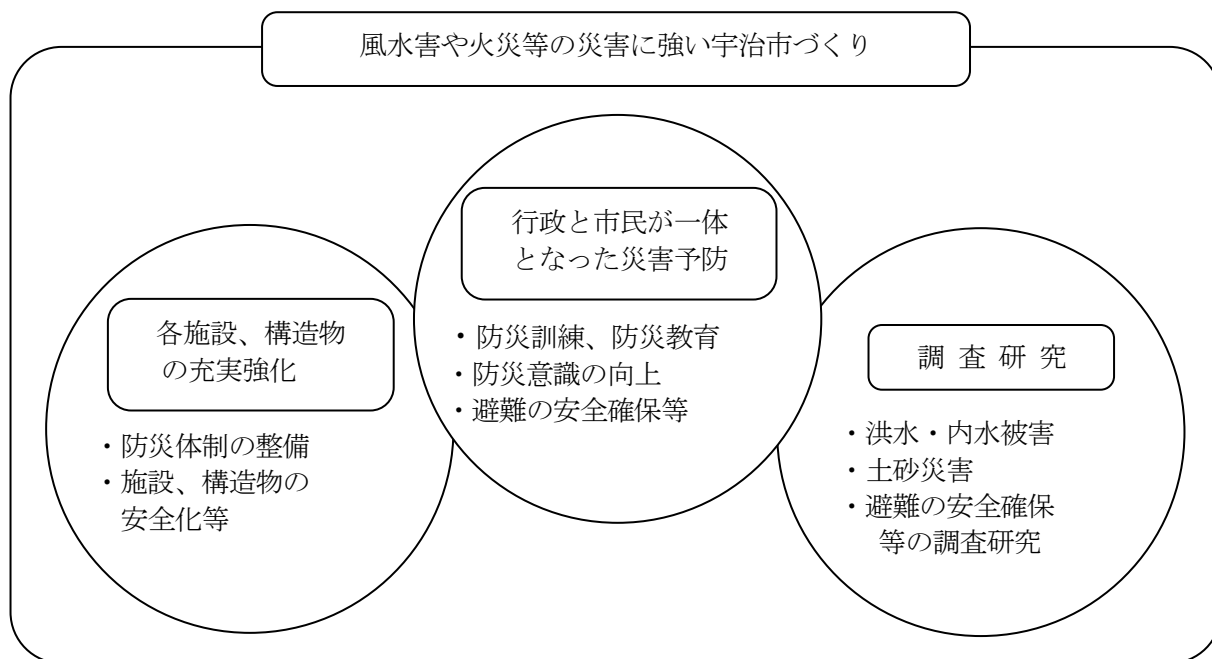 風水害や火災等の災害に強い宇治市づくり
行政と市民が一体
となった災害予防
・防災訓練、防災教育
・防災意識の向上
・避難の安全確保等
各施設、構造物
の充実強化
・防災体制の整備
・施設、構造物の
安全化等
調 査 研 究
・洪水・内水被害
・土砂災害
・避難の安全確保
等の調査研究